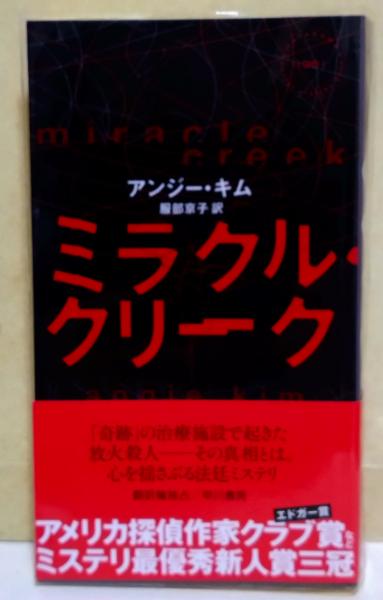 miracle
creek
アンジー・キム
服部京子 訳
ミラクル・
クリーク
angie kim
「奇跡」の治療施設で起きた
放火殺人――その真相とは。
心を揺さぶる法廷ミステリ
エドガー賞
アメリカ探偵作家クラブ賞など
ミステリ最優秀新人賞三冠